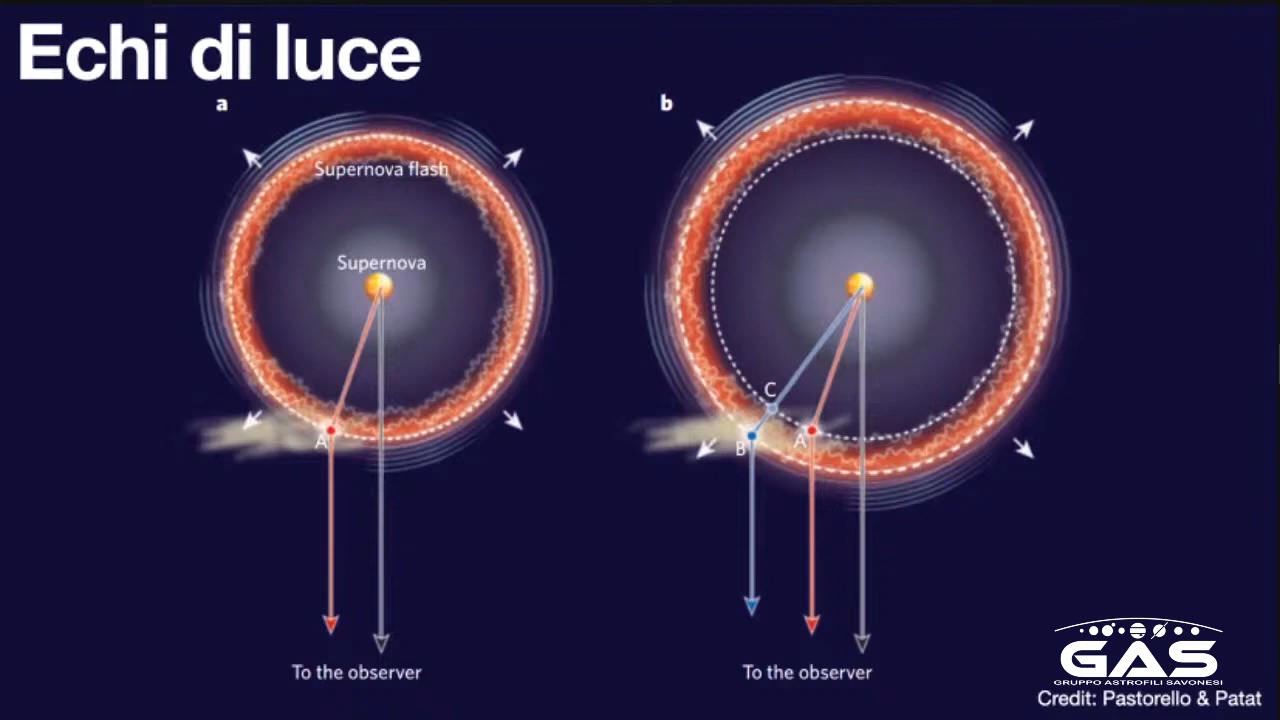 Echi di luce
a
b
Supernova flash
Supernova
A
C
B
A
To the observer
To the observer
GAS
GRUPPO ASTROFILI SAVONESI
Credit: Pastorello & Patat